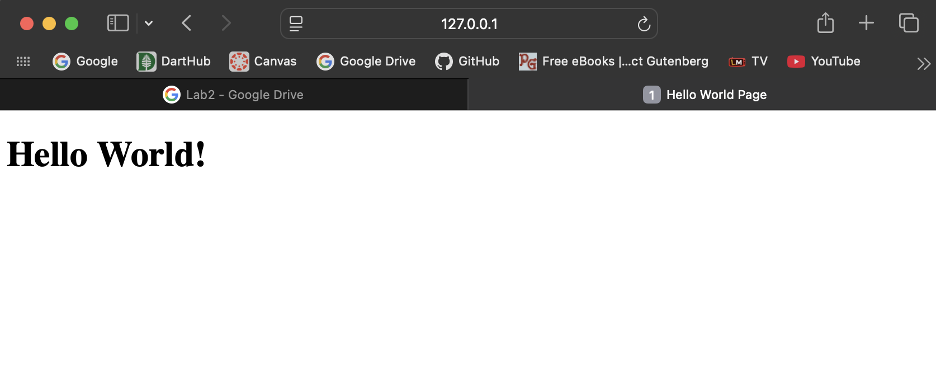 127.0.0.1
Google DartHub Canvas Google Drive GitHub Free eBooks |...ct Gutenberg LM TV YouTube
Lab2 - Google Drive 1 Hello World Page
Hello World!